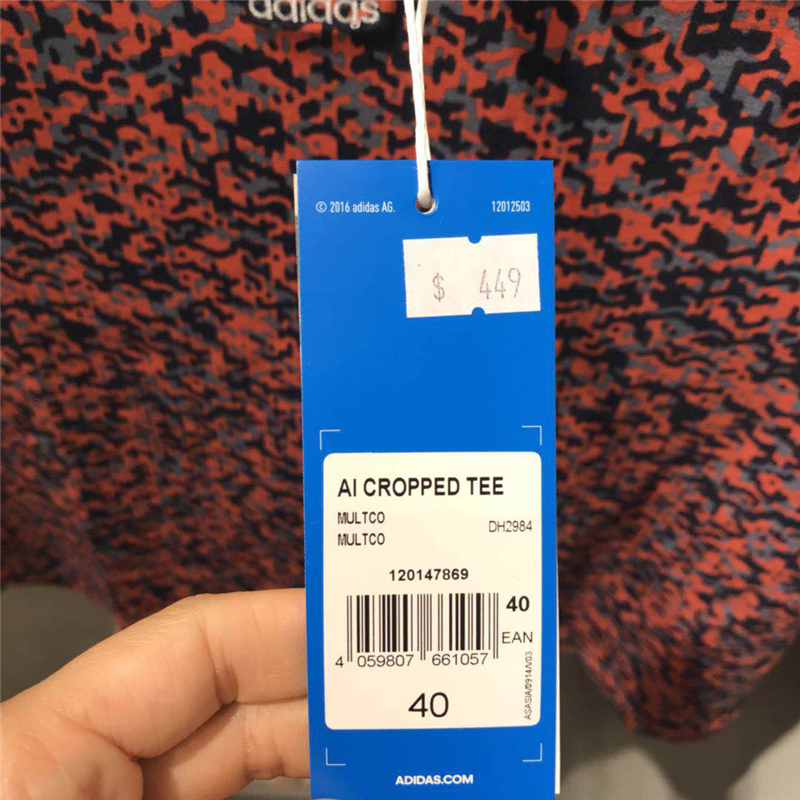 adidas
© 2016 adidas AG. 12012503
$ 449
AI CROPPED TEE
MULTCO
MULTCO DH2984
120147869
40
EAN
4 059807 661057
40
ASASIA/0914/V03
ADIDAS.COM